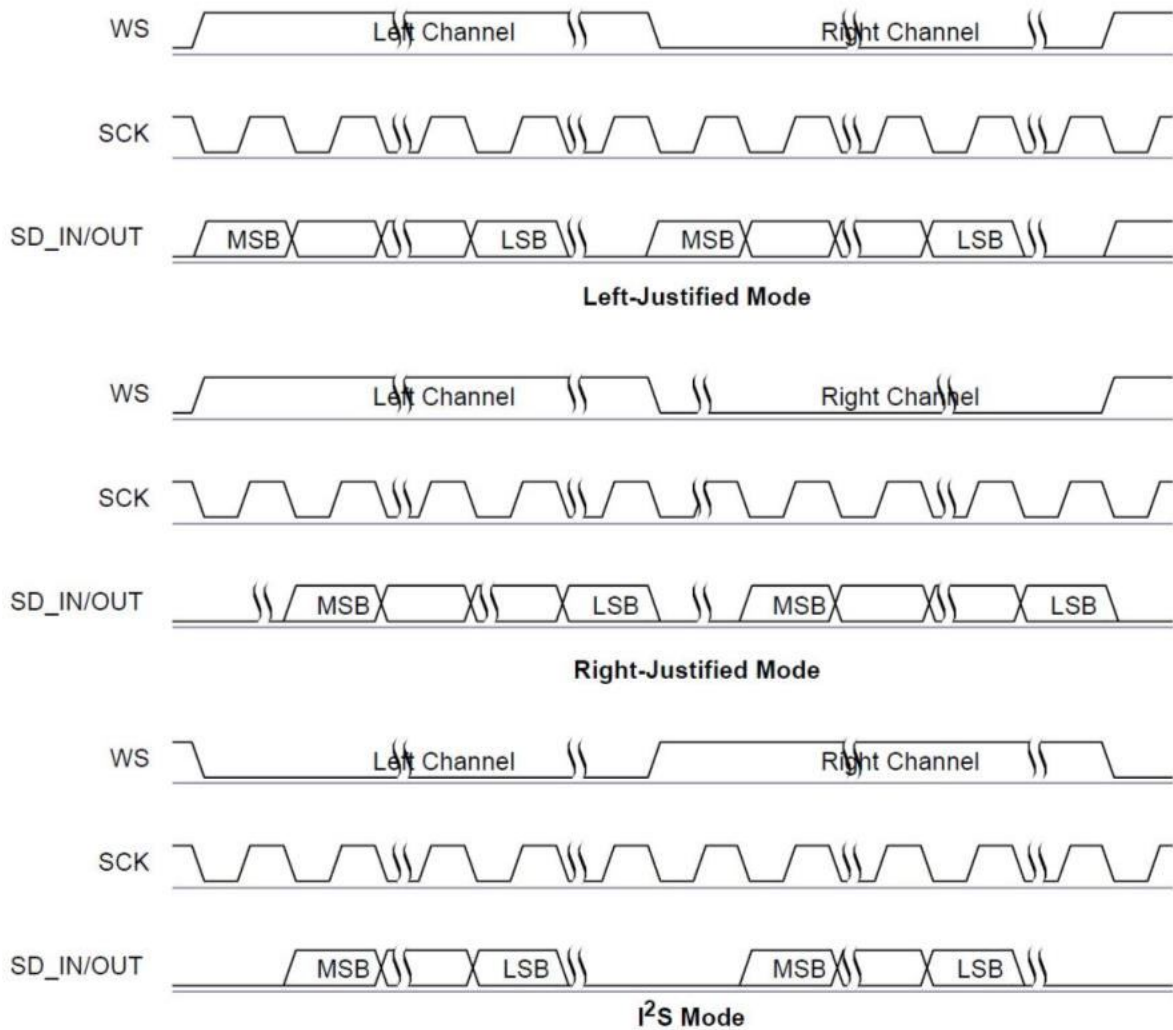 WS Left Channel Right Channel
SCK
SD_IN/OUT MSB LSB MSB LSB
Left-Justified Mode
WS Left Channel Right Channel
SCK
SD_IN/OUT MSB LSB MSB LSB
Right-Justified Mode
WS Left Channel Right Channel
SCK
SD_IN/OUT MSB LSB MSB LSB
I²S Mode